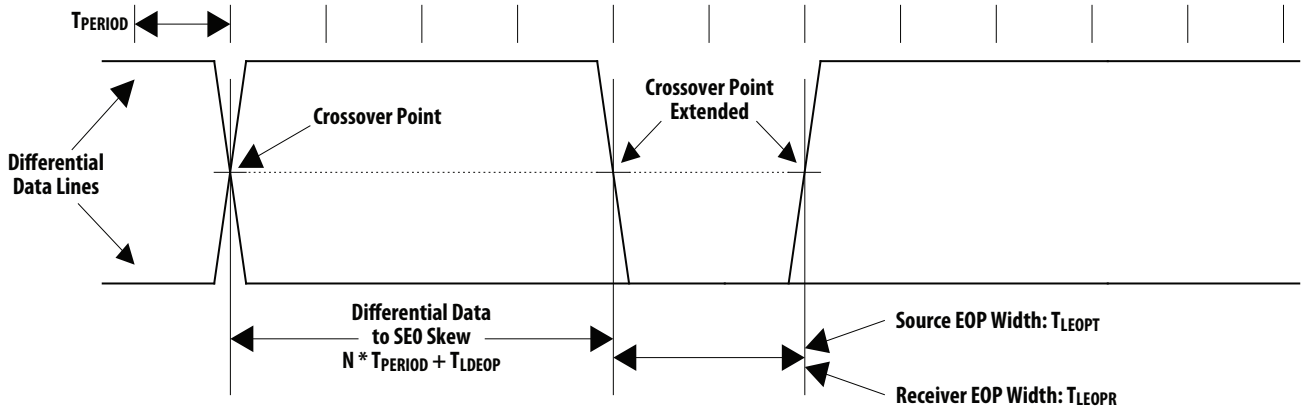 TPERIOD
Crossover Point
Crossover Point
Extended
Differential
Data Lines
Differential Data
to SE0 Skew
N * TPERIOD + TLDEOP
Source EOP Width: TLEOPT
Receiver EOP Width: TLEOPR